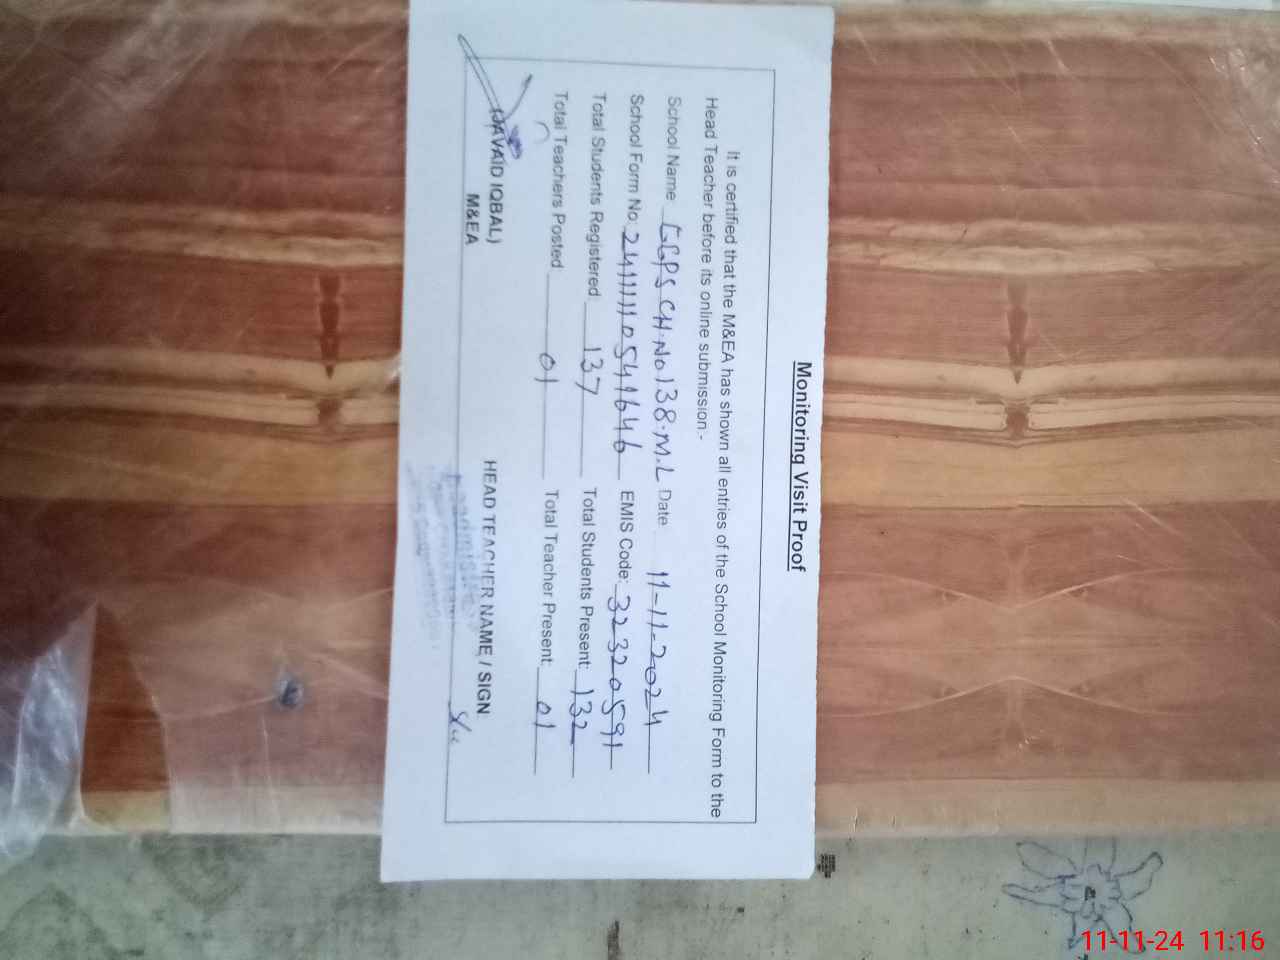 Monitoring Visit Proof
It is certified that the M&EA has shown all entries of the School Monitoring Form to the
Head Teacher before its online submission:-
School Name GGPS CH.No.138.M.L Date 11-11-2024
School Form No: 24111110541646 EMIS Code: 32320591
Total Students Registered: 137 Total Students Present: 132
Total Teachers Posted 01 Total Teacher Present: 01
(JAVAID IQBAL) HEAD TEACHER NAME / SIGN:
M&EA
11-11-24 11:16